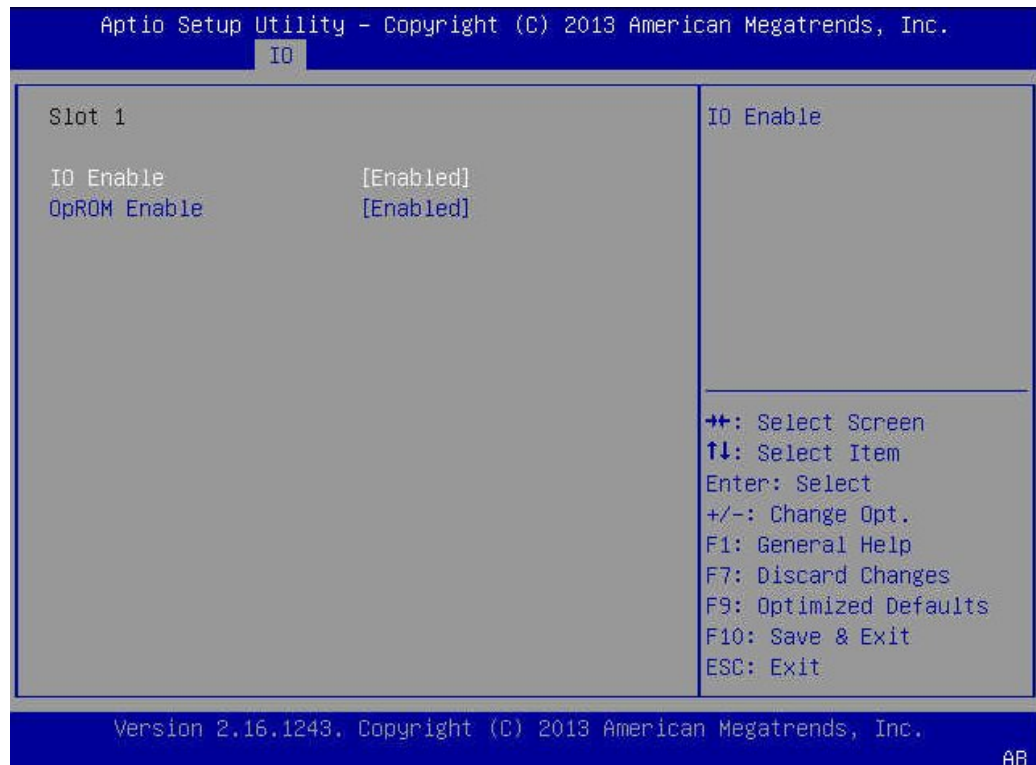 Aptio Setup Utility – Copyright (C) 2013 American Megatrends, Inc.
IO
Slot 1
IO Enable [Enabled]
OpROM Enable [Enabled]
IO Enable
→←: Select Screen
↑↓: Select Item
Enter: Select
+/-: Change Opt.
F1: General Help
F7: Discard Changes
F9: Optimized Defaults
F10: Save & Exit
ESC: Exit
Version 2.16.1243. Copyright (C) 2013 American Megatrends, Inc.
AB